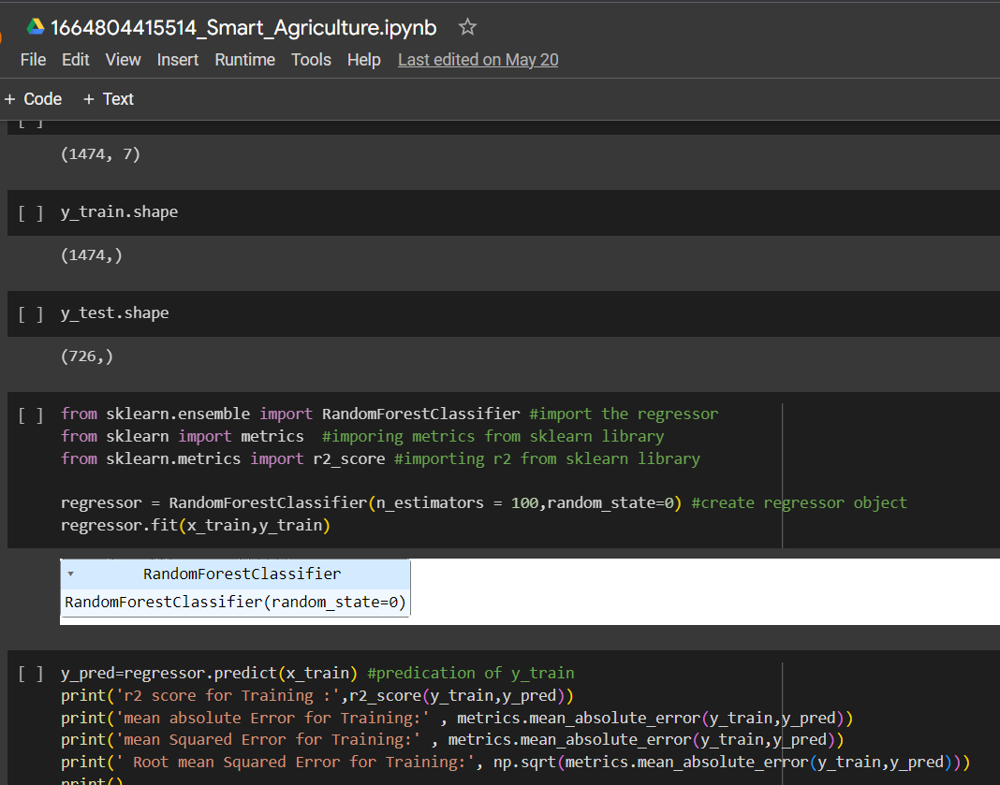 1664804415514_Smart_Agriculture.ipynb
File Edit View Insert Runtime Tools Help Last edited on May 20
+ Code + Text
[ ]
(1474, 7)
[ ] y_train.shape
(1474,)
[ ] y_test.shape
(726,)
[ ] from sklearn.ensemble import RandomForestClassifier #import the regressor
from sklearn import metrics  #imporing metrics from sklearn library
from sklearn.metrics import r2_score #importing r2 from sklearn library
regressor = RandomForestClassifier(n_estimators = 100,random_state=0) #create regressor object
regressor.fit(x_train,y_train)
RandomForestClassifier
RandomForestClassifier(random_state=0)
[ ] y_pred=regressor.predict(x_train) #predication of y_train
print('r2 score for Training :',r2_score(y_train,y_pred))
print('mean absolute Error for Training:' , metrics.mean_absolute_error(y_train,y_pred))
print('mean Squared Error for Training:' , metrics.mean_absolute_error(y_train,y_pred))
print(' Root mean Squared Error for Training:', np.sqrt(metrics.mean_absolute_error(y_train,y_pred)))
print()